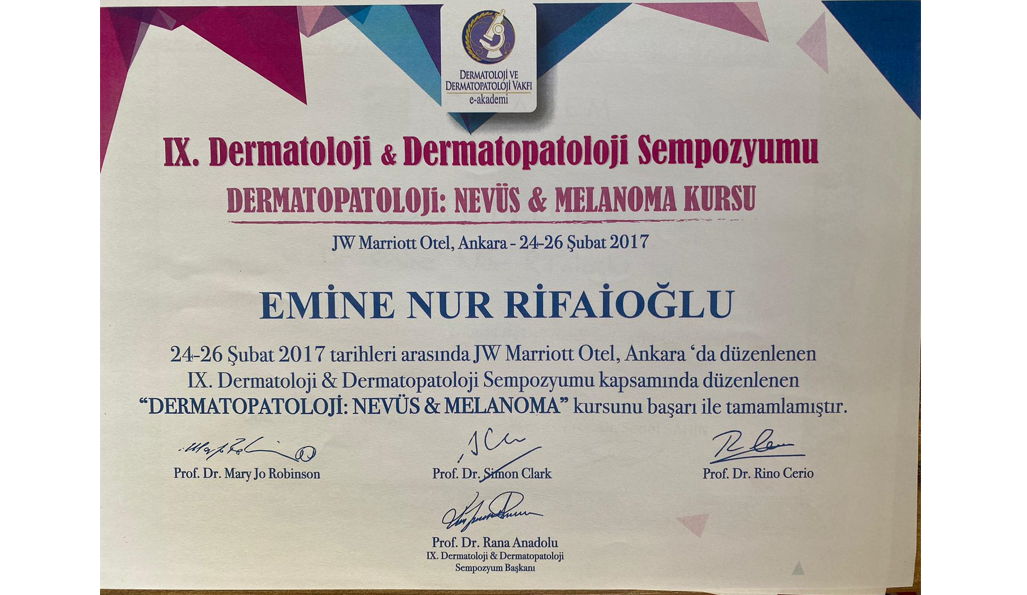 DERMATOLOJİ VE
DERMATOPATOLOJİ VAKFI
e-akademi
IX. Dermatoloji & Dermatopatoloji Sempozyumu
DERMATOPATOLOJİ: NEVÜS & MELANOMA KURSU
JW Marriott Otel, Ankara - 24-26 Şubat 2017
EMİNE NUR RİFAİOĞLU
24-26 Şubat 2017 tarihleri arasında JW Marriott Otel, Ankara ‘da düzenlenen
IX. Dermatoloji & Dermatopatoloji Sempozyumu kapsamında düzenlenen
“DERMATOPATOLOJİ: NEVÜS & MELANOMA” kursunu başarı ile tamamlamıştır.
Prof. Dr. Mary Jo Robinson
Prof. Dr. Simon Clark
Prof. Dr. Rino Cerio
Prof. Dr. Rana Anadolu
IX. Dermatoloji & Dermatopatoloji
Sempozyum Başkanı